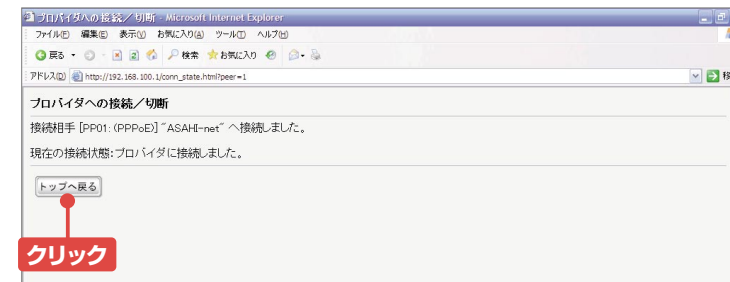 プロバイダへの接続／切断 - Microsoft Internet Explorer
ファイル(F) 編集(E) 表示(V) お気に入り(A) ツール(T) ヘルプ(H)
戻る 検索 お気に入り
アドレス(D) http://192.168.100.1/conn_state.html?peer=1
プロバイダへの接続／切断
接続相手 [PP01: (PPPoE)] "ASAHI-net" へ接続しました。
現在の接続状態: プロバイダに接続しました。
トップへ戻る
クリック